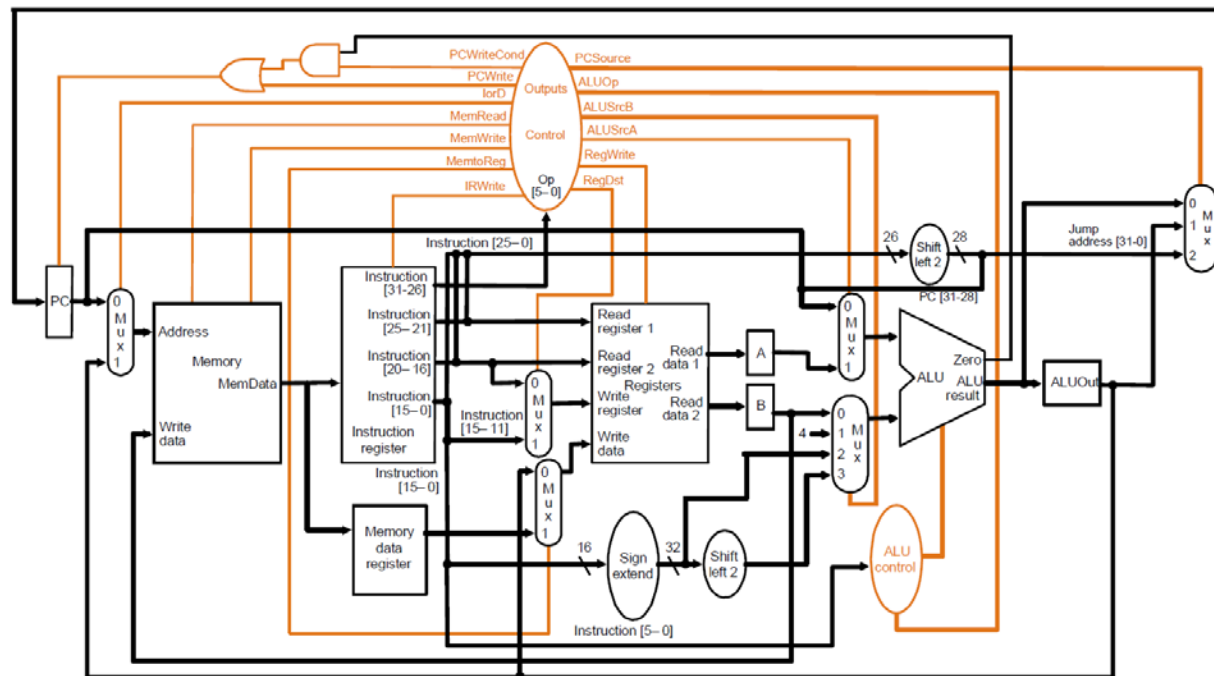 PCWriteCond
PCWrite
IorD
MemRead
MemWrite
MemtoReg
IRWrite
Outputs
Control
Op
[5–0]
PCSource
ALUOp
ALUSrcB
ALUSrcA
RegWrite
RegDst
PC
0
M
u
x
1
Address
Memory
MemData
Write
data
Instruction [25–0]
Instruction
[31-26]
Instruction
[25–21]
Instruction
[20–16]
Instruction
[15–0]
Instruction
register
Instruction
[15–0]
Memory
data
register
Instruction
[15–11]
0
M
u
x
1
0
M
u
x
1
Read
register 1
Read
register 2
Registers
Write
register
Write
data
Read
data 1
Read
data 2
A
B
16
Sign
extend
32
Shift
left 2
Instruction [5–0]
26
Shift
left 2
28
PC [31-28]
Jump
address [31-0]
0
M
u
x
1
4
0
1
2
3
M
u
x
Zero
ALU
ALU
result
ALUOut
ALU
control
0
1
2
M
u
x